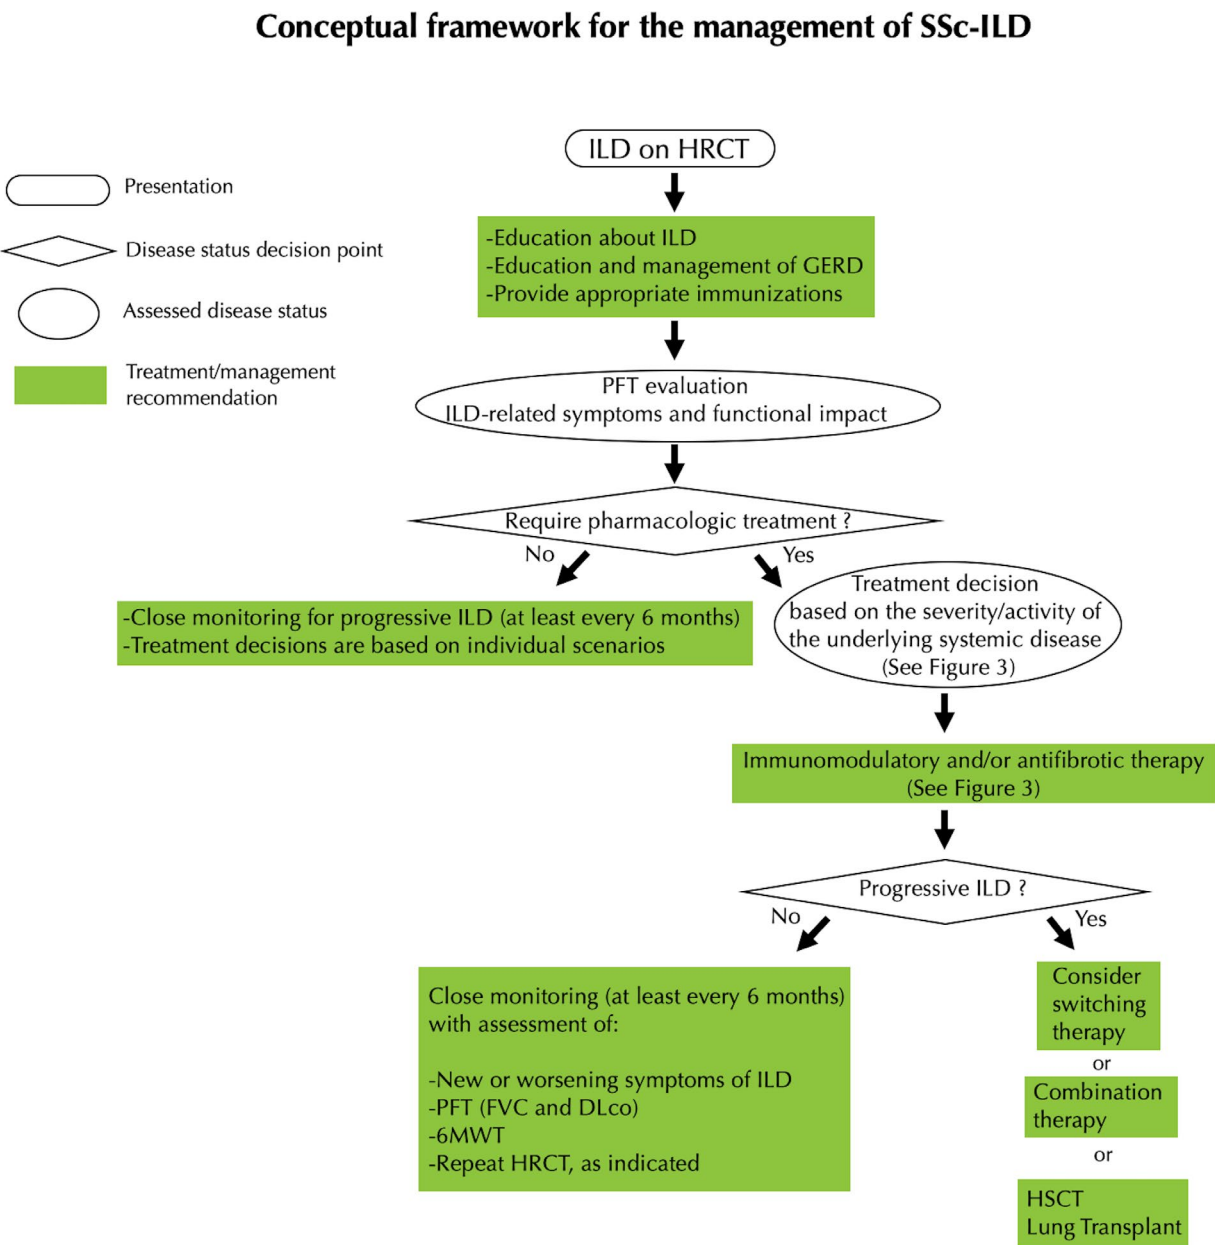 Conceptual framework for the management of SSc-ILD
Presentation
Disease status decision point
Assessed disease status
Treatment/management
recommendation
ILD on HRCT
-Education about ILD
-Education and management of GERD
-Provide appropriate immunizations
PFT evaluation
ILD-related symptoms and functional impact
Require pharmacologic treatment ?
No
Yes
-Close monitoring for progressive ILD (at least every 6 months)
-Treatment decisions are based on individual scenarios
Treatment decision
based on the severity/activity of
the underlying systemic disease
(See Figure 3)
Immunomodulatory and/or antifibrotic therapy
(See Figure 3)
Progressive ILD ?
No
Yes
Close monitoring (at least every 6 months)
with assessment of:
-New or worsening symptoms of ILD
-PFT (FVC and DLco)
-6MWT
-Repeat HRCT, as indicated
Consider
switching
therapy
or
Combination
therapy
or
HSCT
Lung Transplant